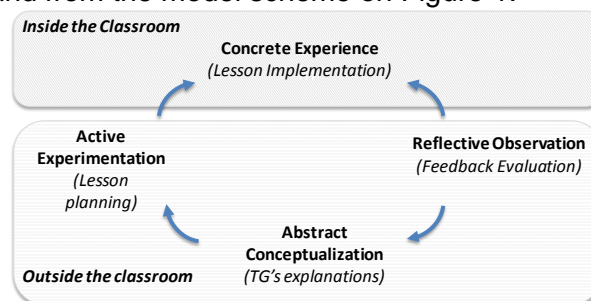 and from the model scheme on Figure
Inside the Classroom
Concrete Experience
(Lesson Implementation)
Active
Experimentation
(Lesson
planning)
Reflective Observation
(Feedback Evaluation)
Abstract
Conceptualization
(TG's explanations)
Outside the classroom